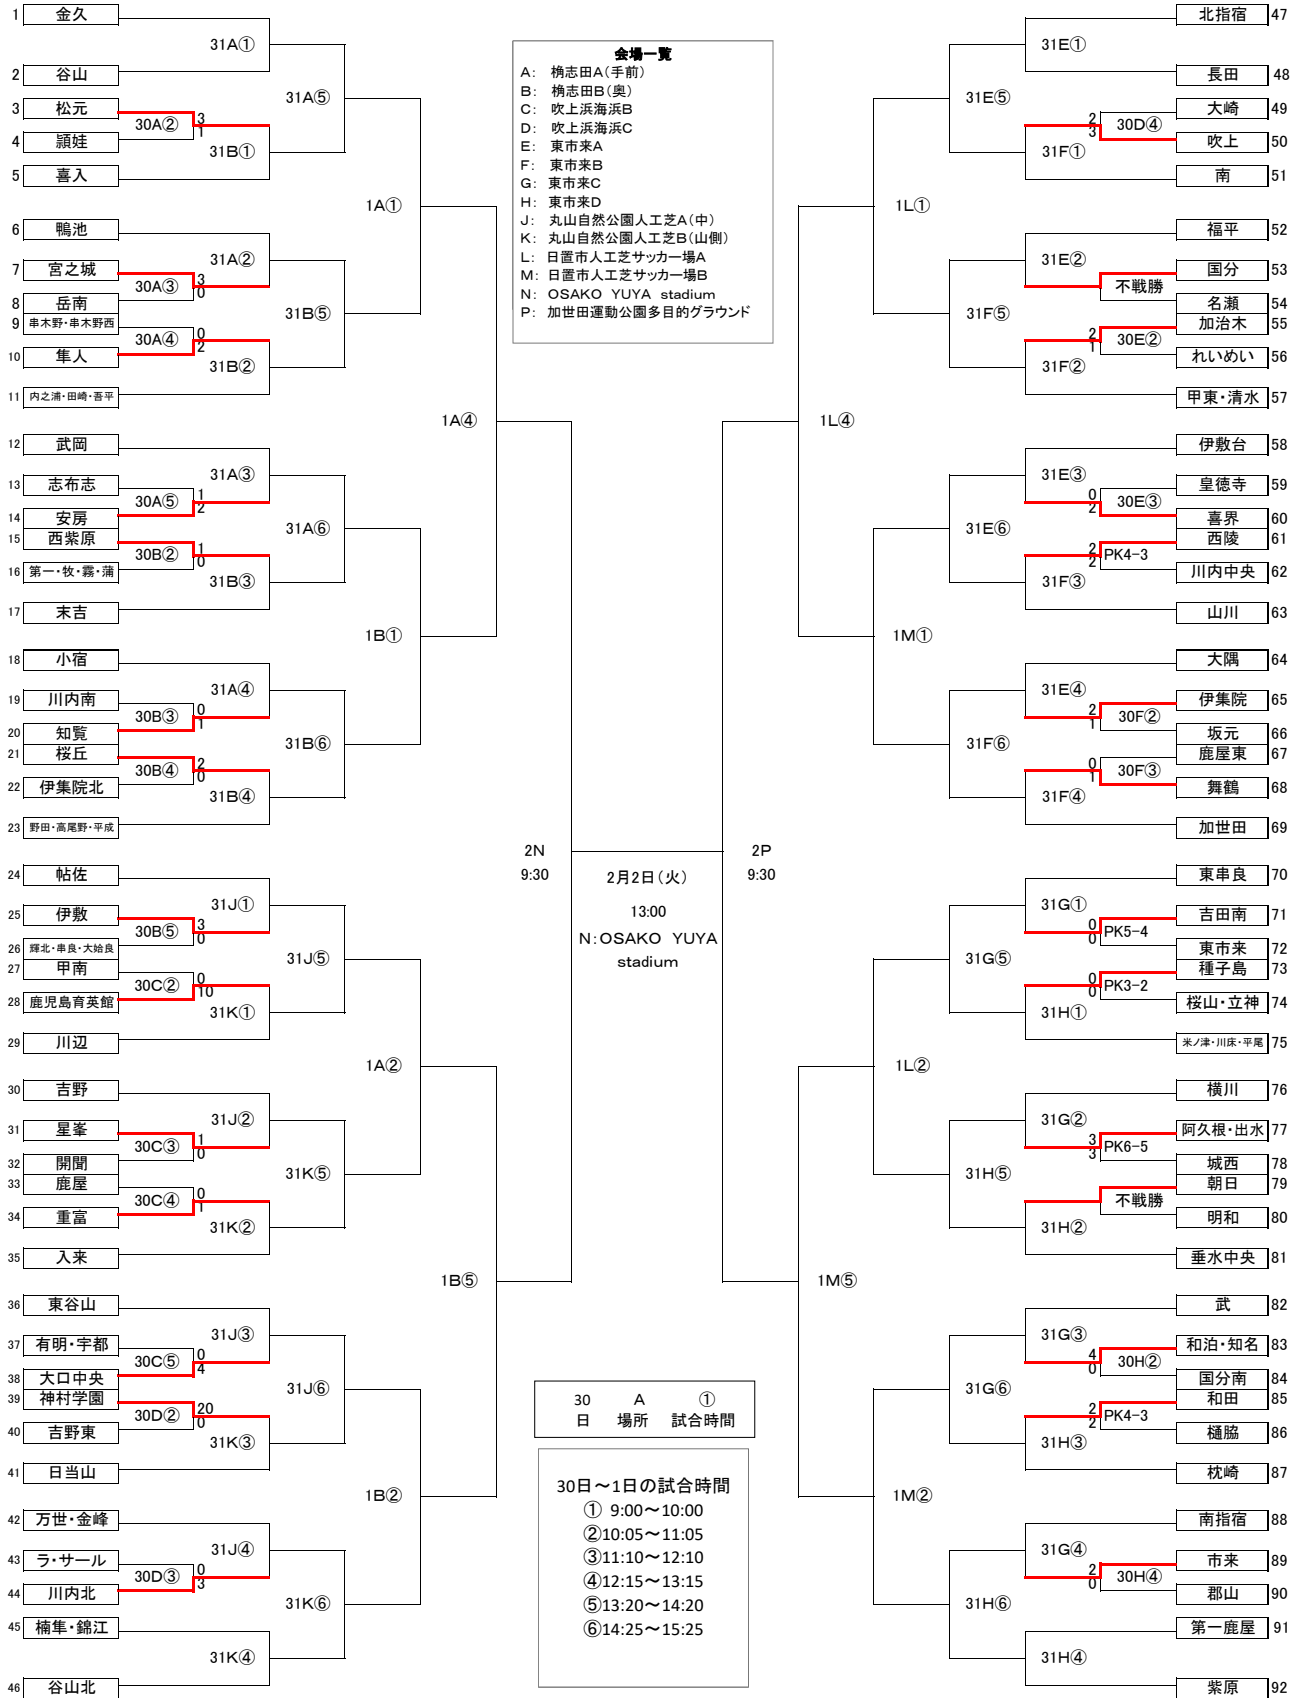 会場一覧
A: 桷志田A(手前)
B: 桷志田B(奥)
C: 吹上浜海浜B
D: 吹上浜海浜C
E: 東市来A
F: 東市来B
G: 東市来C
H: 東市来D
J: 丸山自然公園人工芝A(中)
K: 丸山自然公園人工芝B(山側)
L: 日置市人工芝サッカー場A
M: 日置市人工芝サッカー場B
N: OSAKO YUYA stadium
P: 加世田運動公園多目的グラウンド
1 金久
31A①
2 谷山
31A⑤
3 松元
30A② 3 1
4 頴娃
31B①
5 喜入
1A①
6 鴨池
31A②
7 宮之城
30A③ 3 0
8 岳南
31B⑤
9 串木野・串木野西
30A④ 0 2
10 隼人
31B②
11 内之浦・田崎・吾平
1A④
12 武岡
31A③
13 志布志
30A⑤ 1 2
14 安房
31A⑥
15 西紫原
30B② 1 0
16 第一・牧・霧・蒲
31B③
17 末吉
1B①
18 小宿
31A④
19 川内南
30B③ 0 1
20 知覧
31B⑥
21 桜丘
30B④ 2 0
22 伊集院北
31B④
23 野田・高尾野・平成
2N
9:30
24 帖佐
31J①
25 伊敷
30B⑤ 3 0
26 輝北・串良・大姶良
31J⑤
27 甲南
30C② 0 10
28 鹿児島育英館
31K①
29 川辺
1A②
30 吉野
31J②
31 星峯
30C③ 1 0
32 開聞
31K⑤
33 鹿屋
30C④ 0 1
34 重富
31K②
35 入来
1B⑤
36 東谷山
31J③
37 有明・宇都
30C⑤ 0 4
38 大口中央
31J⑥
39 神村学園
30D② 20 0
40 吉野東
31K③
41 日当山
1B②
42 万世・金峰
31J④
43 ラ・サール
30D③ 0 3
44 川内北
31K⑥
45 楠隼・錦江
31K④
46 谷山北
2月2日(火)
13:00
N:OSAKO YUYA
stadium
30 A ①
日 場所 試合時間
30日～1日の試合時間
① 9:00～10:00
②10:05～11:05
③11:10～12:10
④12:15～13:15
⑤13:20～14:20
⑥14:25～15:25
北指宿 47
31E①
長田 48
31E⑤
大崎 49
2 3 30D④
吹上 50
31F①
南 51
1L①
福平 52
31E②
国分 53
不戦勝
名瀬 54
31F⑤
加治木 55
2 1 30E②
れいめい 56
31F②
甲東・清水 57
1L④
伊敷台 58
31E③
皇徳寺 59
0 2 30E③
喜界 60
31E⑥
西陵 61
2 2 PK4-3
川内中央 62
31F③
山川 63
1M①
大隅 64
31E④
伊集院 65
2 1 30F②
坂元 66
31F⑥
鹿屋東 67
0 1 30F③
舞鶴 68
31F④
加世田 69
2P
9:30
東串良 70
31G①
吉田南 71
0 0 PK5-4
東市来 72
31G⑤
種子島 73
0 0 PK3-2
桜山・立神 74
31H①
米ノ津・川床・平尾 75
1L②
横川 76
31G②
阿久根・出水 77
3 3 PK6-5
城西 78
31H⑤
朝日 79
不戦勝
明和 80
31H②
垂水中央 81
1M⑤
武 82
31G③
和泊・知名 83
4 0 30H②
国分南 84
31G⑥
和田 85
2 2 PK4-3
樋脇 86
31H③
枕崎 87
1M②
南指宿 88
31G④
市来 89
2 0 30H④
郡山 90
31H⑥
第一鹿屋 91
31H④
紫原 92